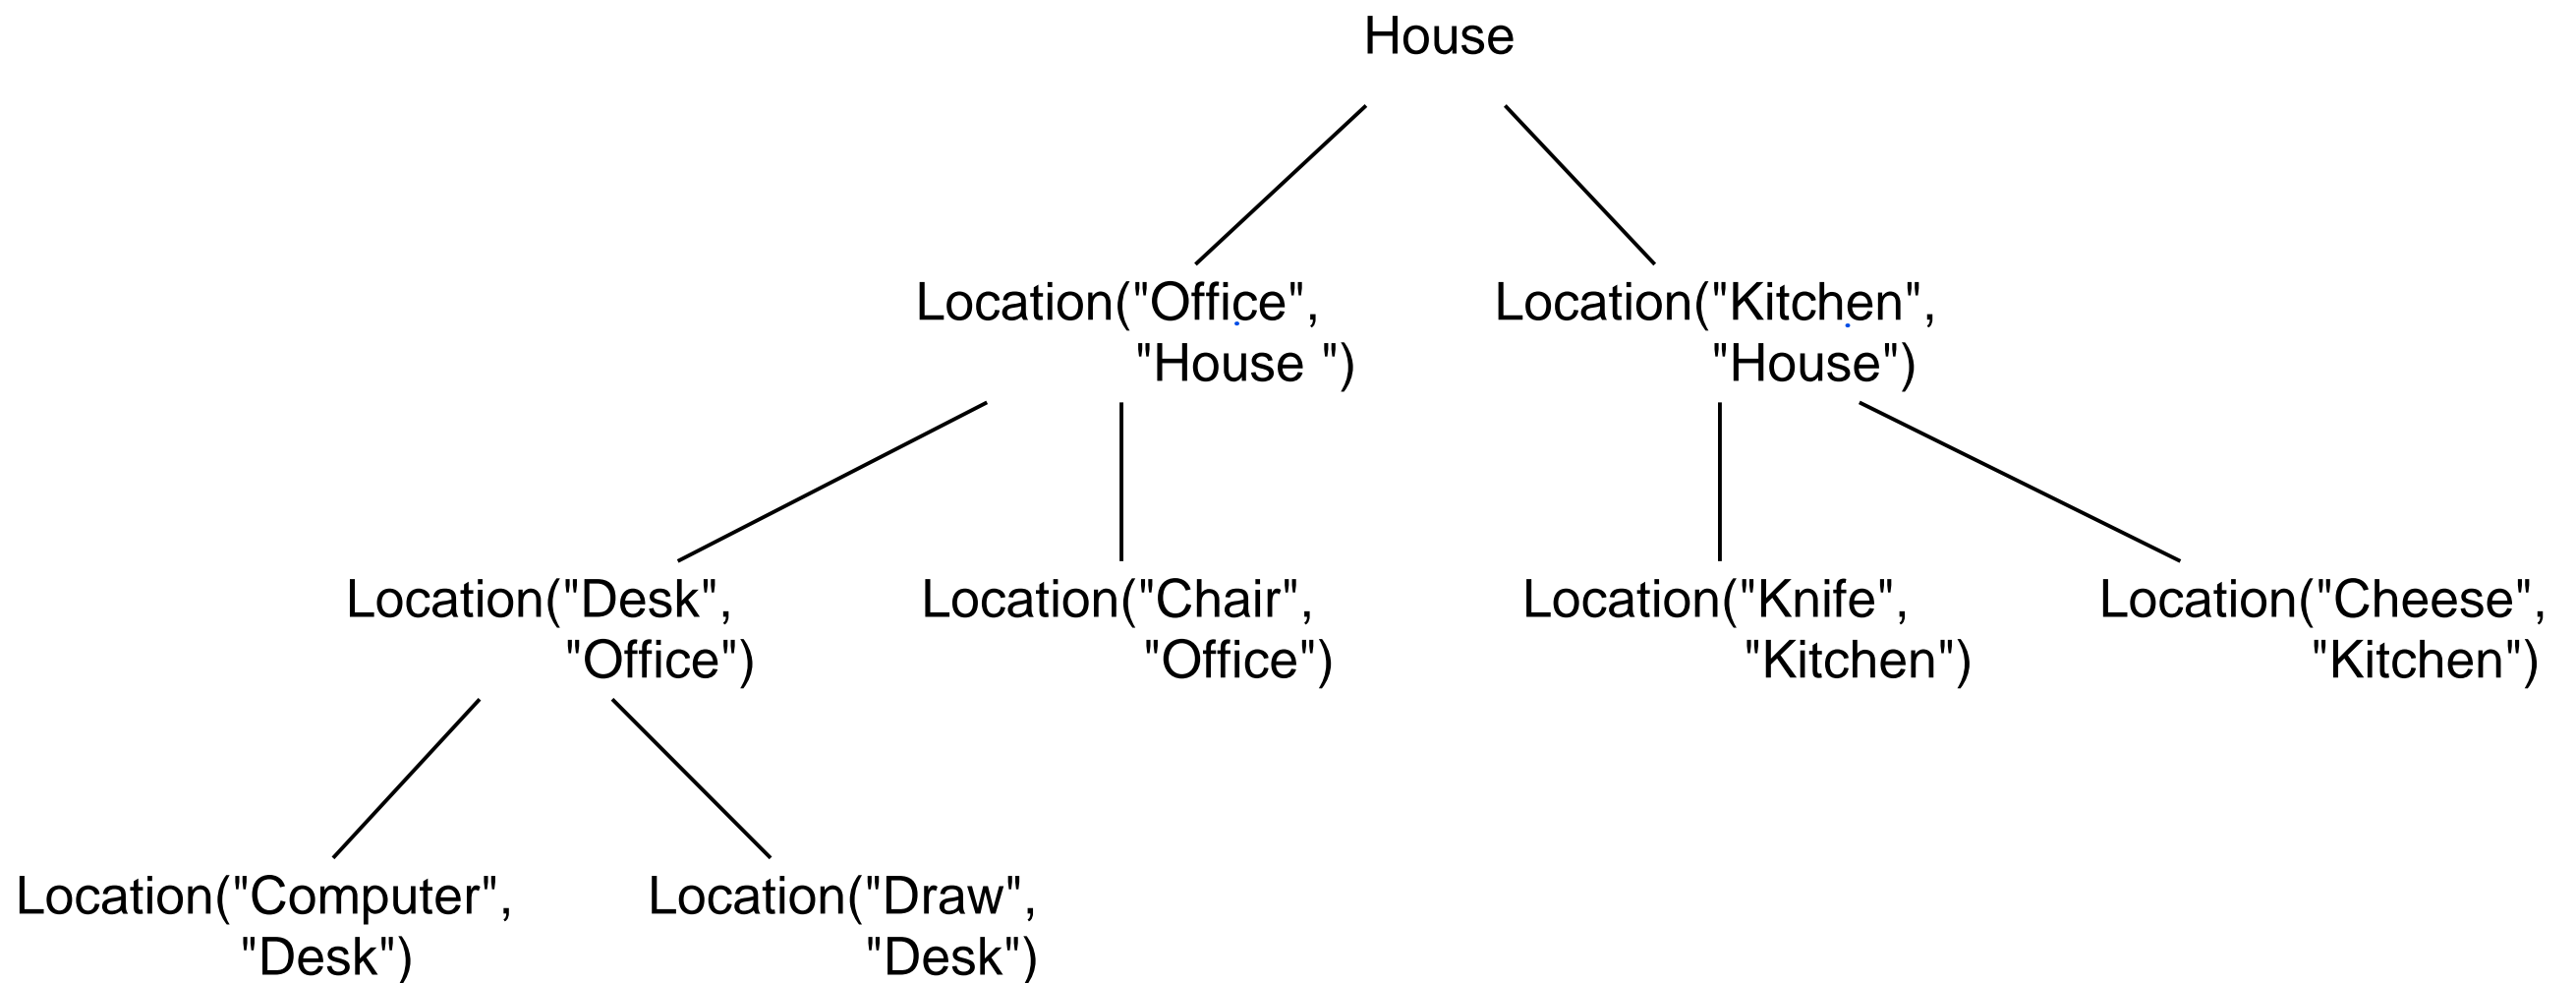 House
Location("Office",
"House ")
Location("Kitchen",
"House")
Location("Desk",
"Office")
Location("Chair",
"Office")
Location("Knife",
"Kitchen")
Location("Cheese",
"Kitchen")
Location("Computer",
"Desk")
Location("Draw",
"Desk")